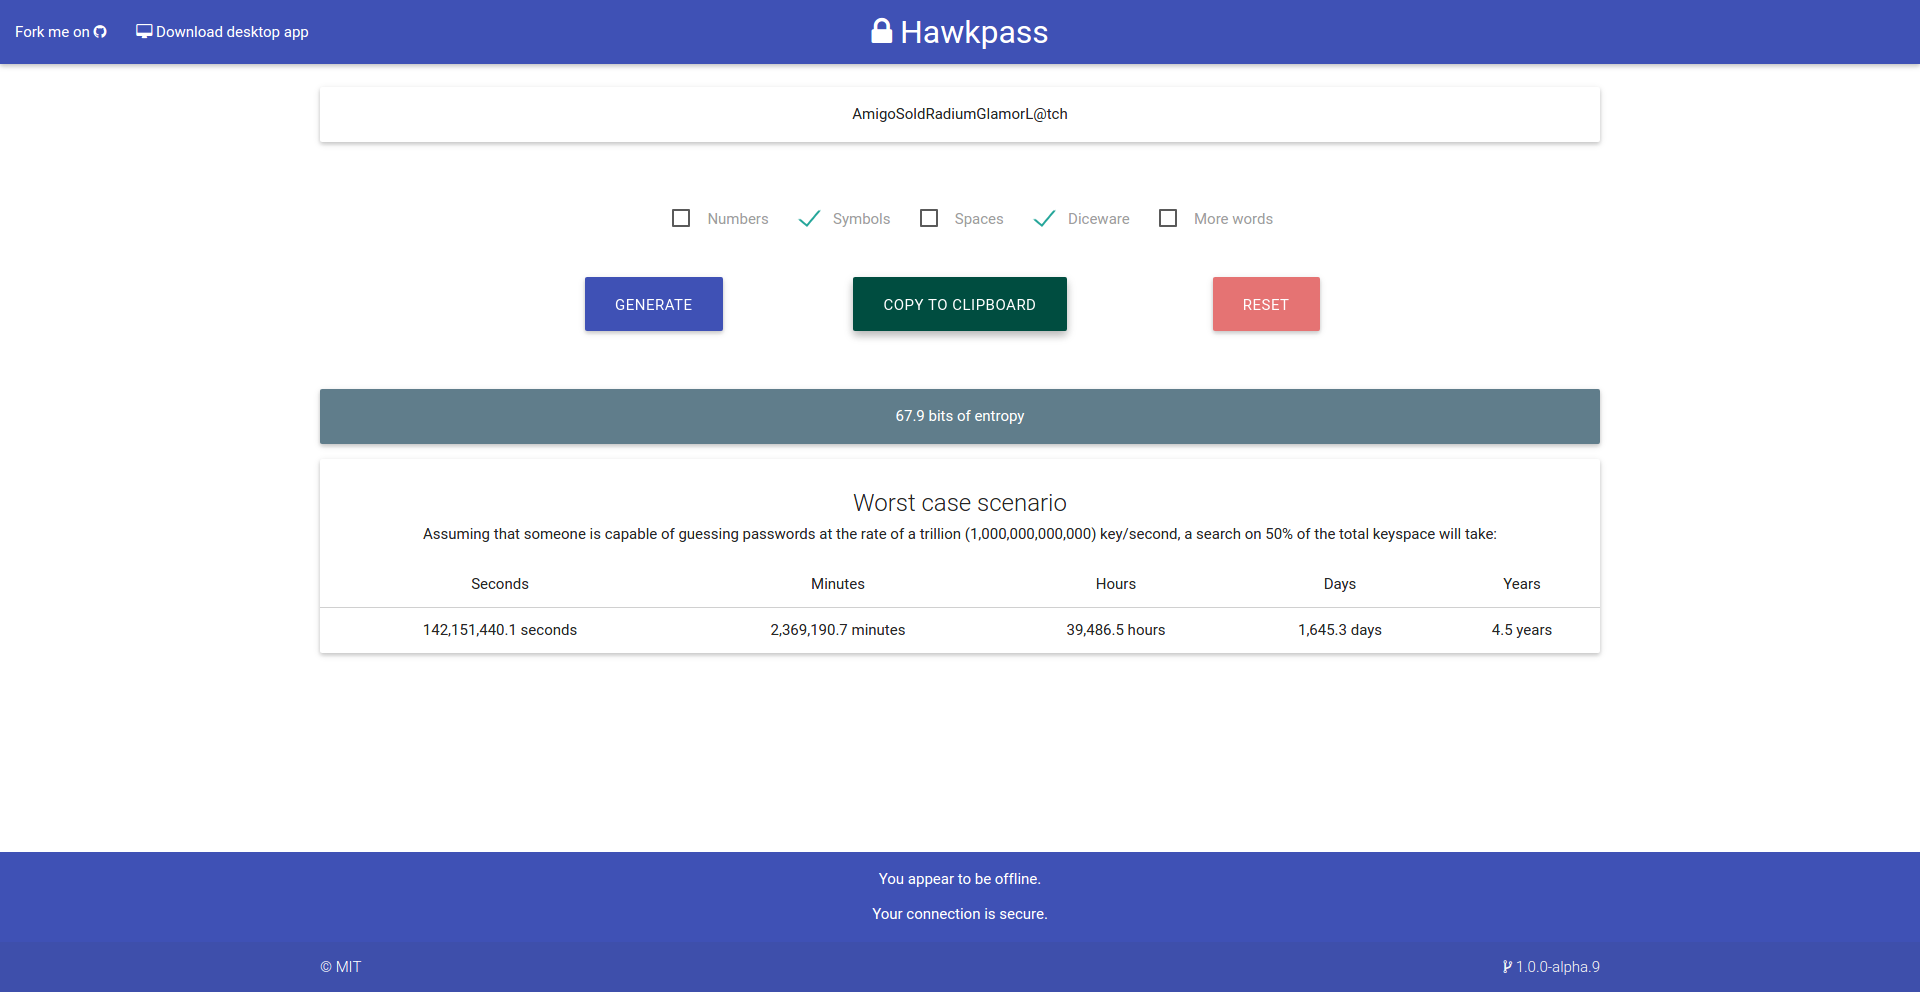 Fork me on
Download desktop app
Hawkpass
AmigoSoldRadiumGlamorL@tch
Numbers
Symbols
Spaces
Diceware
More words
GENERATE
COPY TO CLIPBOARD
RESET
67.9 bits of entropy
Worst case scenario
Assuming that someone is capable of guessing passwords at the rate of a trillion (1,000,000,000,000) key/second, a search on 50% of the total keyspace will take:
Seconds Minutes Hours Days Years
142,151,440.1 seconds 2,369,190.7 minutes 39,486.5 hours 1,645.3 days 4.5 years
You appear to be offline.
Your connection is secure.
© MIT
1.0.0-alpha.9